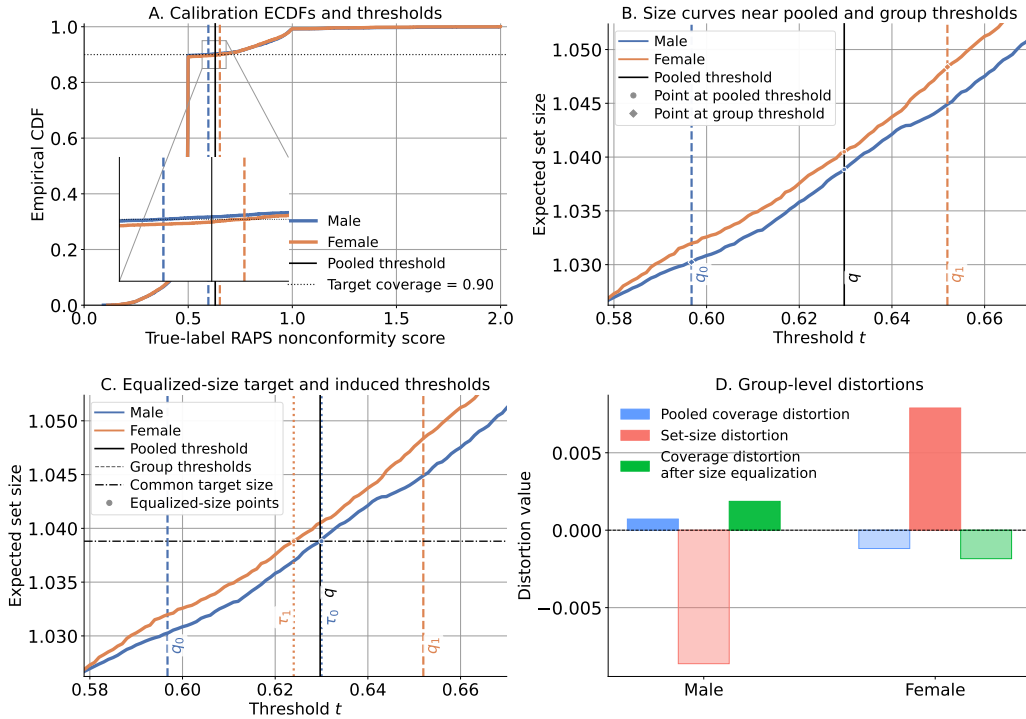 A. Calibration ECDFs and thresholds
Empirical CDF
1.0
0.8
0.6
0.4
0.2
0.0
Male
Female
Pooled threshold
Target coverage = 0.90
0.0
0.5
1.0
1.5
2.0
True-label RAPS nonconformity score
B. Size curves near pooled and group thresholds
Expected set size
1.050
1.045
1.040
1.035
1.030
Male
Female
Pooled threshold
Point at pooled threshold
Point at group threshold
q₀
q
q₁
0.58
0.60
0.62
0.64
0.66
Threshold t
C. Equalized-size target and induced thresholds
Expected set size
1.050
1.045
1.040
1.035
1.030
Male
Female
Pooled threshold
Group thresholds
Common target size
Equalized-size points
q₀
τ₁
q
τ₀
q₁
0.58
0.60
0.62
0.64
0.66
Threshold t
D. Group-level distortions
Distortion value
0.005
0.000
−0.005
Pooled coverage distortion
Set-size distortion
Coverage distortion
after size equalization
Male
Female